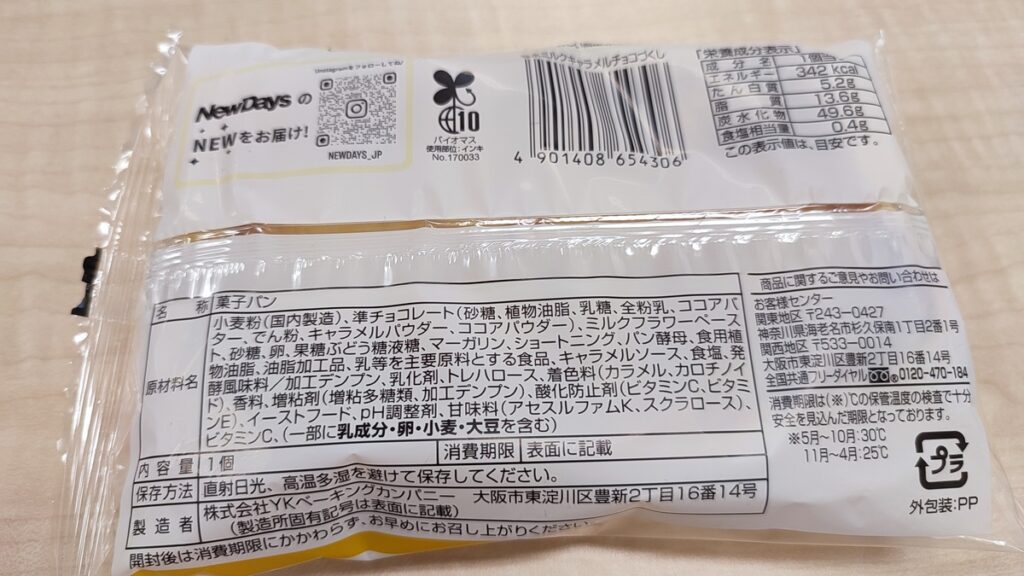 InstagramをフォローしてNe!
NewDaysの
NEWをお届け!
NEWDAYS_JP
10
バイオマス
使用部位:インキ
No.170033
ミルクキャラメルチョコづくし
4 901408 654306
栄養成分表示
成分名 1個当
エネルギー 342 kcal
たん白質 5.2g
脂質 13.6g
炭水化物 49.6g
食塩相当量 0.4g
この表示値は、目安です。
名称 菓子パン
原材料名
小麦粉(国内製造)、準チョコレート(砂糖、植物油脂、乳糖、全粉乳、ココアバ
ター、でん粉、キャラメルパウダー、ココアパウダー)、ミルクフラワーペース
ト、砂糖、卵、果糖ぶどう糖液糖、マーガリン、ショートニング、パン酵母、食用植
物油脂、油脂加工品、乳等を主要原料とする食品、キャラメルソース、食塩、発
酵風味料/加工デンプン、乳化剤、トレハロース、着色料(カラメル、カロチノイ
ド)、香料、増粘剤(増粘多糖類、加工デンプン)、酸化防止剤(ビタミンC、ビタミ
ンE)、イーストフード、pH調整剤、甘味料(アセスルファムK、スクラロース)、
ビタミンC、(一部に乳成分・卵・小麦・大豆を含む)
内容量 1個 消費期限 表面に記載
保存方法 直射日光、高温多湿を避けて保存してください。
製造者 株式会社YKベーキングカンパニー 大阪市東淀川区豊新2丁目16番14号
(製造所固有記号は表面に記載)
開封後は消費期限にかかわらず、お早めにお召し上がりください
商品に関するご意見やお問い合わせは
お客様センター
関東地区 〒243-0427
神奈川県海老名市杉久保南1丁目2番1号
関西地区 〒533-0014
大阪市東淀川区豊新2丁目16番14号
全国共通フリーダイヤル 0120-470-184
消費期限は(※)℃の保管温度の検査で十分
安全を見込んだ期限となっております。
※5月~10月:30℃
11月~4月:25℃
プラ
外包装:PP